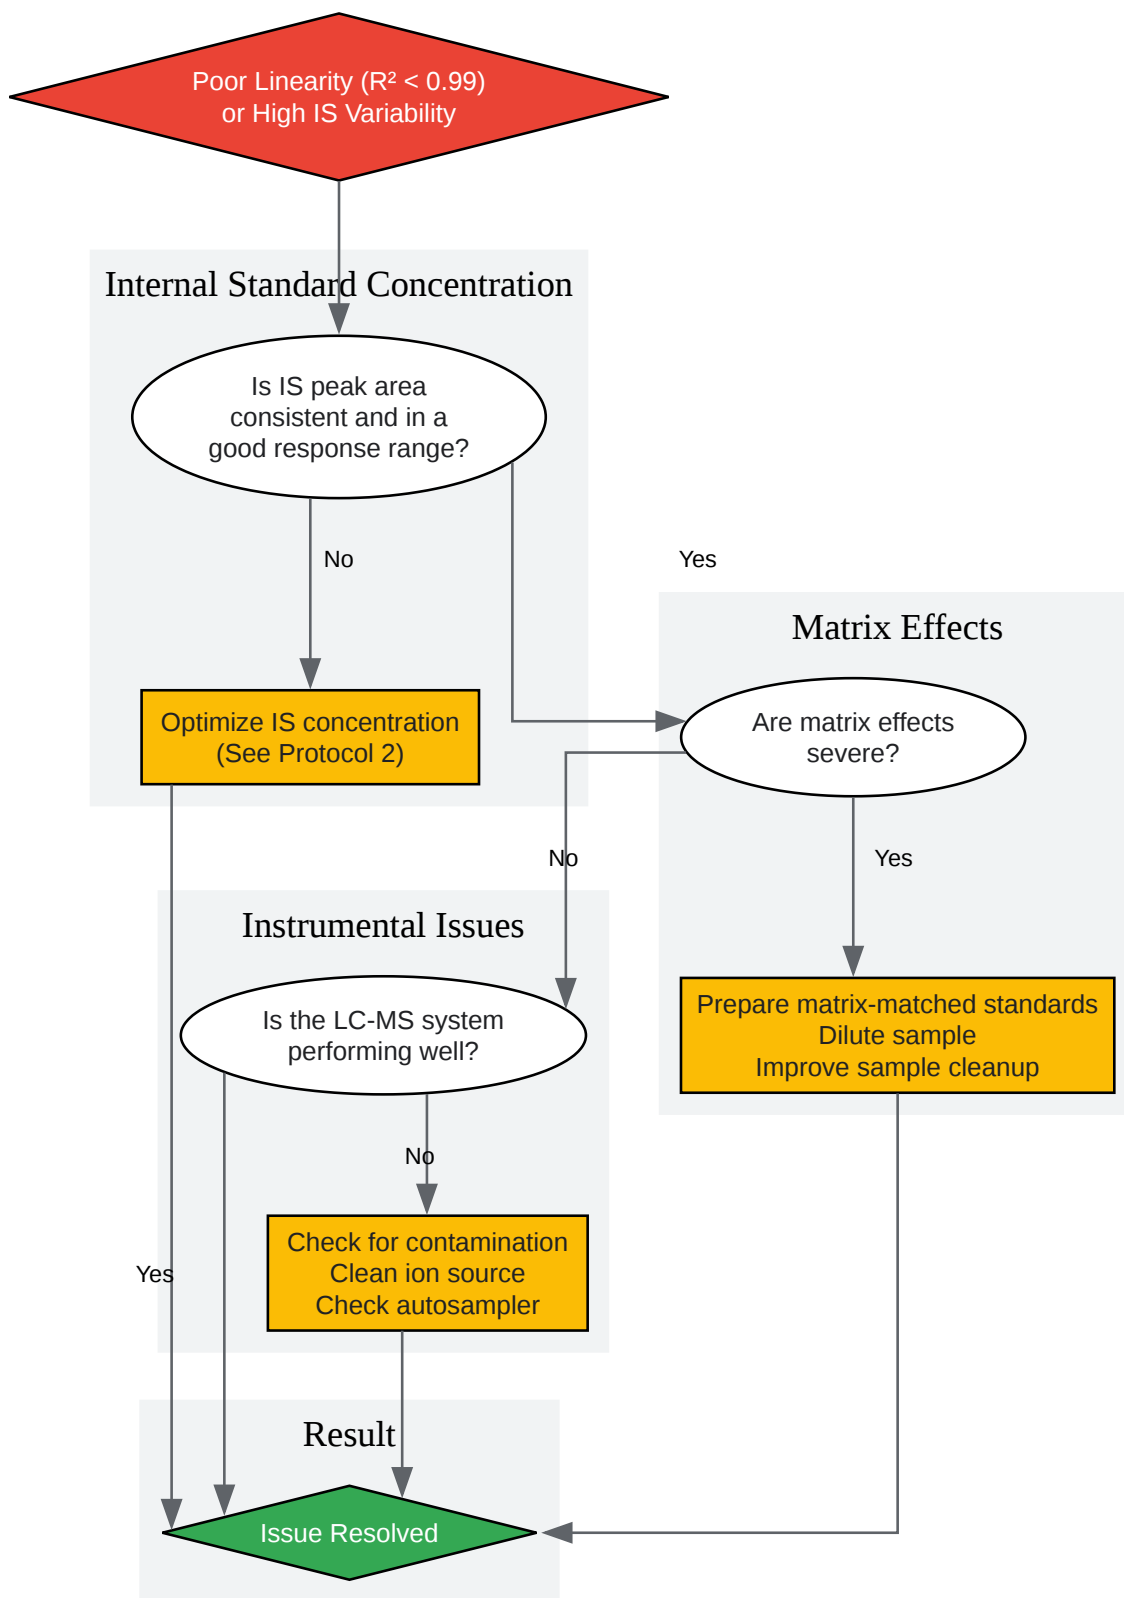 Poor Linearity (R² < 0.99)
or High IS Variability
Internal Standard Concentration
Is IS peak area
consistent and in a
good response range?
No
Yes
Optimize IS concentration
(See Protocol 2)
Matrix Effects
Are matrix effects
severe?
No
Yes
Prepare matrix-matched standards
Dilute sample
Improve sample cleanup
Instrumental Issues
Is the LC-MS system
performing well?
No
Yes
Check for contamination
Clean ion source
Check autosampler
Result
Issue Resolved